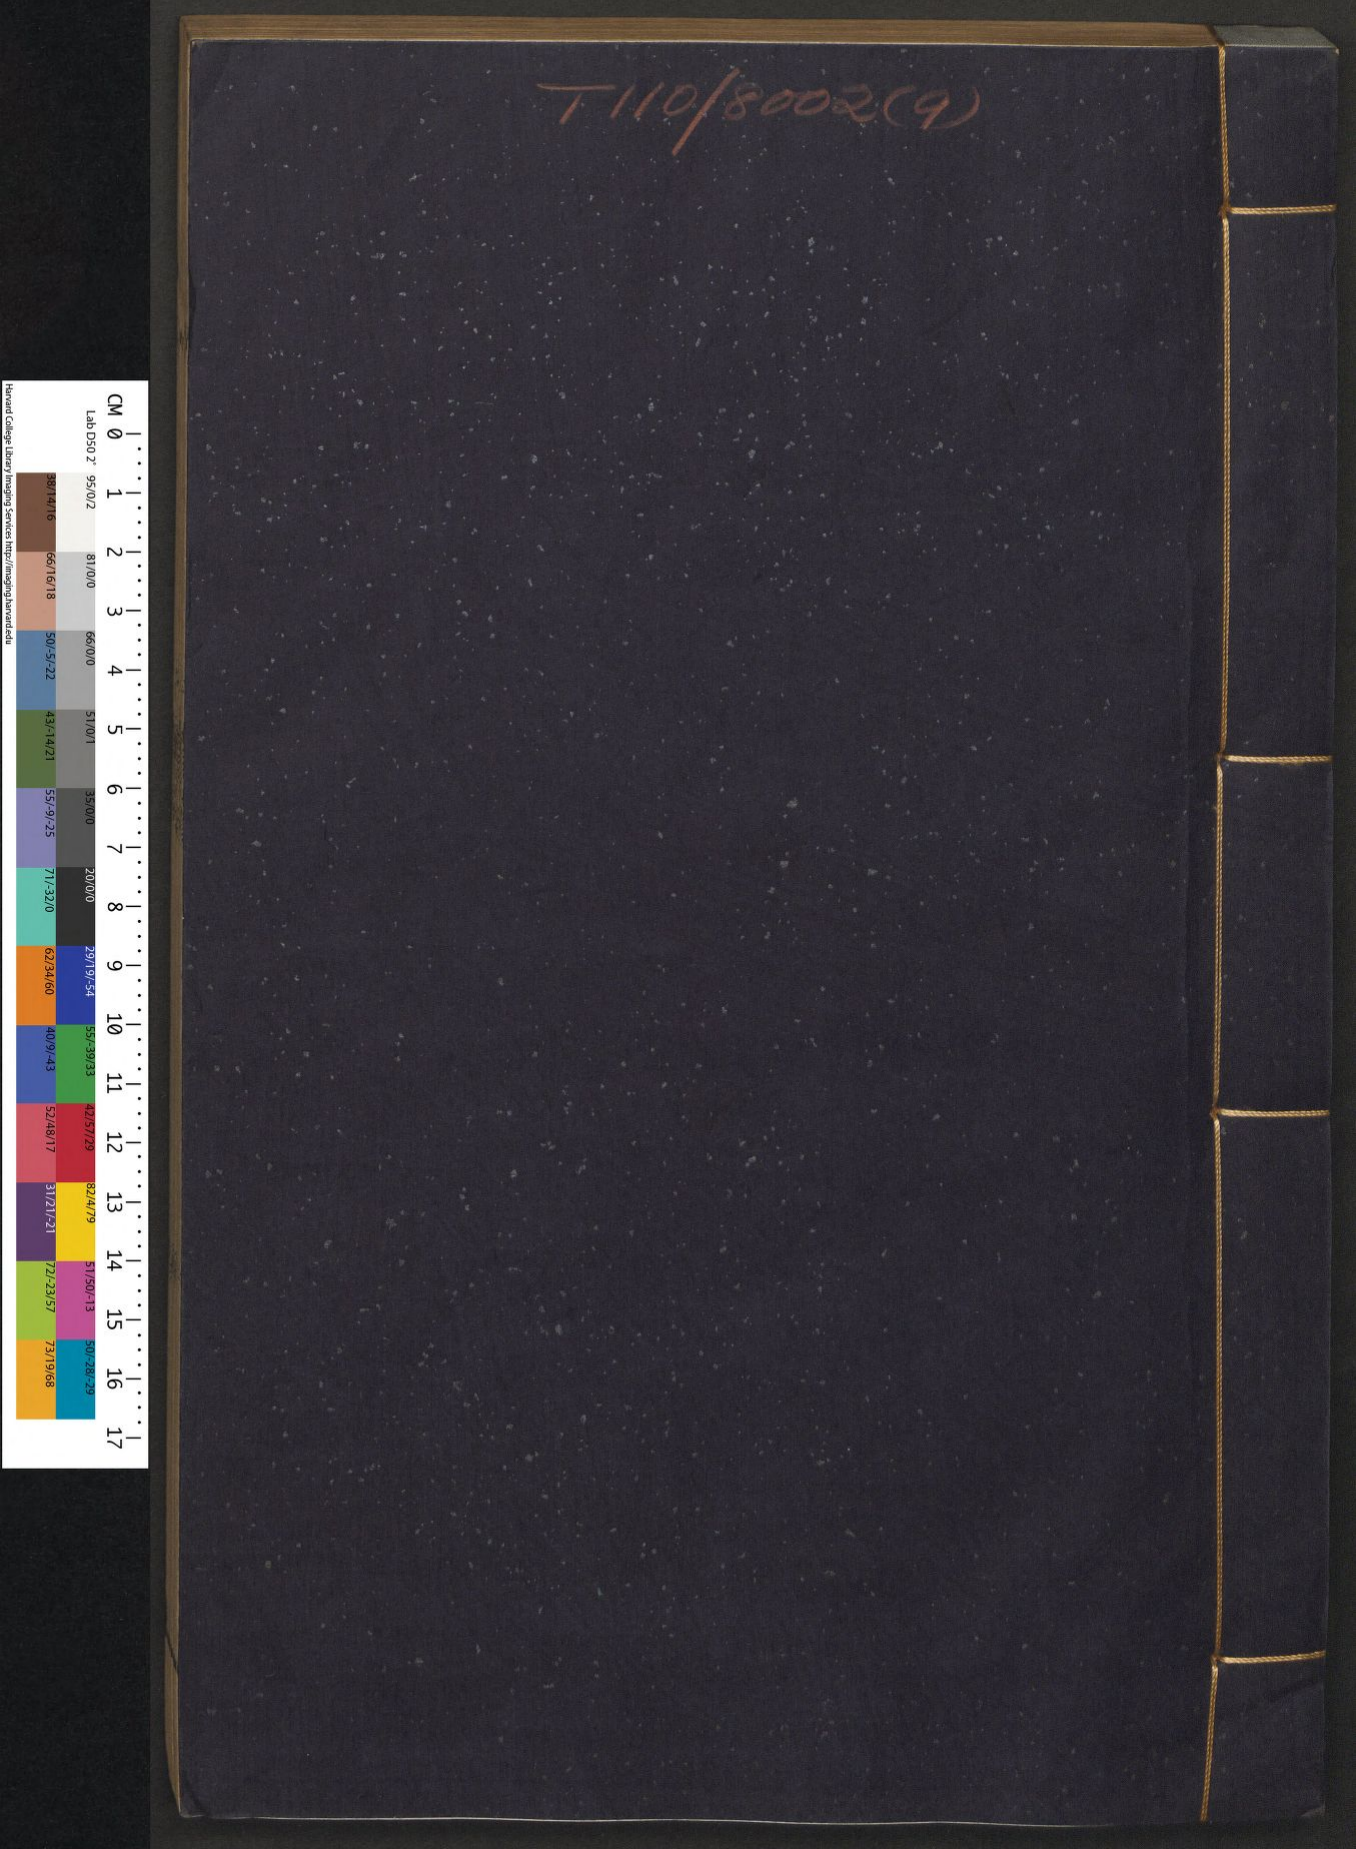 T110/8002(9)
CM 0 1 2 3 4 5 6 7 8 9 10 11 12 13 14 15 16 17
Lab D50 2° 95/0/2 81/0/0 66/0/0 51/0/1 35/0/0 20/0/0 29/19/-54 55/-39/33 42/57/29 82/4/79 51/50/-13 50/-28/-29
38/14/16 66/16/18 50/-5/-22 43/-14/21 55/-9/-25 71/-32/0 62/34/60 40/9/-43 52/48/17 31/21/-21 72/-23/57 73/19/68
Harvard College Library Imaging Services http://imaging.harvard.edu